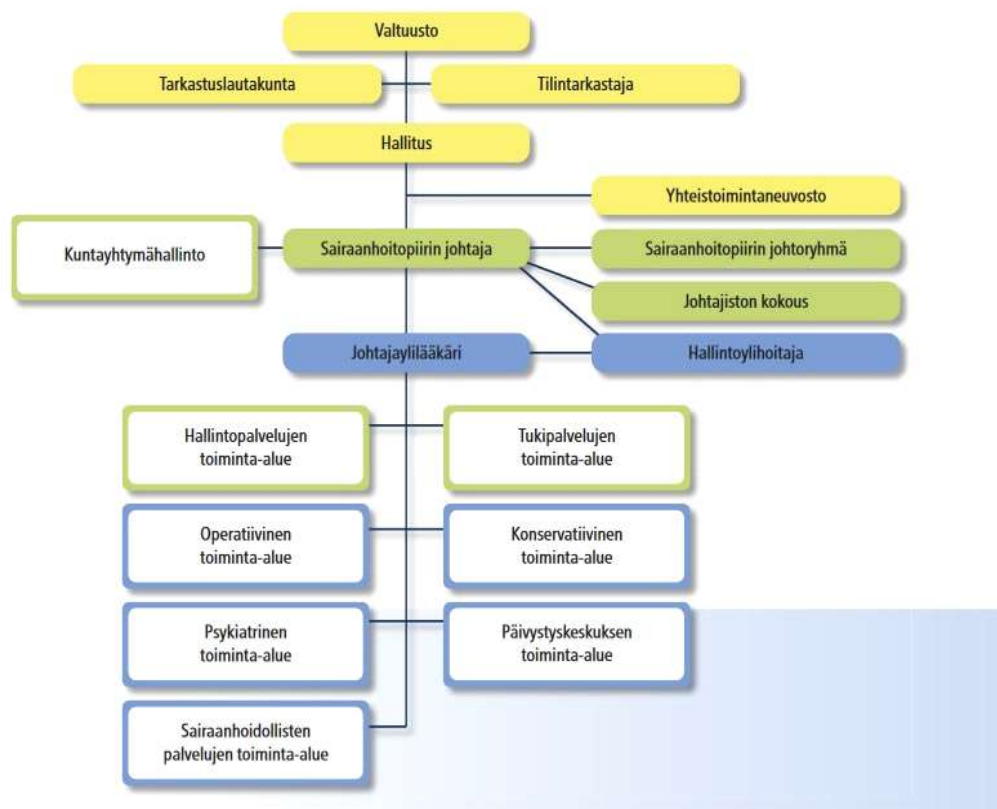 Valtuusto
Tarkastuslautakunta
Tilintarkastaja
Hallitus
Yhteistoimintaneuvosto
Kuntayhtymähallinto
Sairaanhoitopiirin johtaja
Sairaanhoitopiirin johtoryhmä
Johtajiston kokous
Johtajaylilääkäri
Hallintoylihoitaja
Hallintopalvelujen
toiminta-alue
Tukipalvelujen
toiminta-alue
Operatiivinen
toiminta-alue
Konservatiivinen
toiminta-alue
Psykiatrinen
toiminta-alue
Päivystyskeskuksen
toiminta-alue
Sairaanhoidollisten
palvelujen toiminta-alue